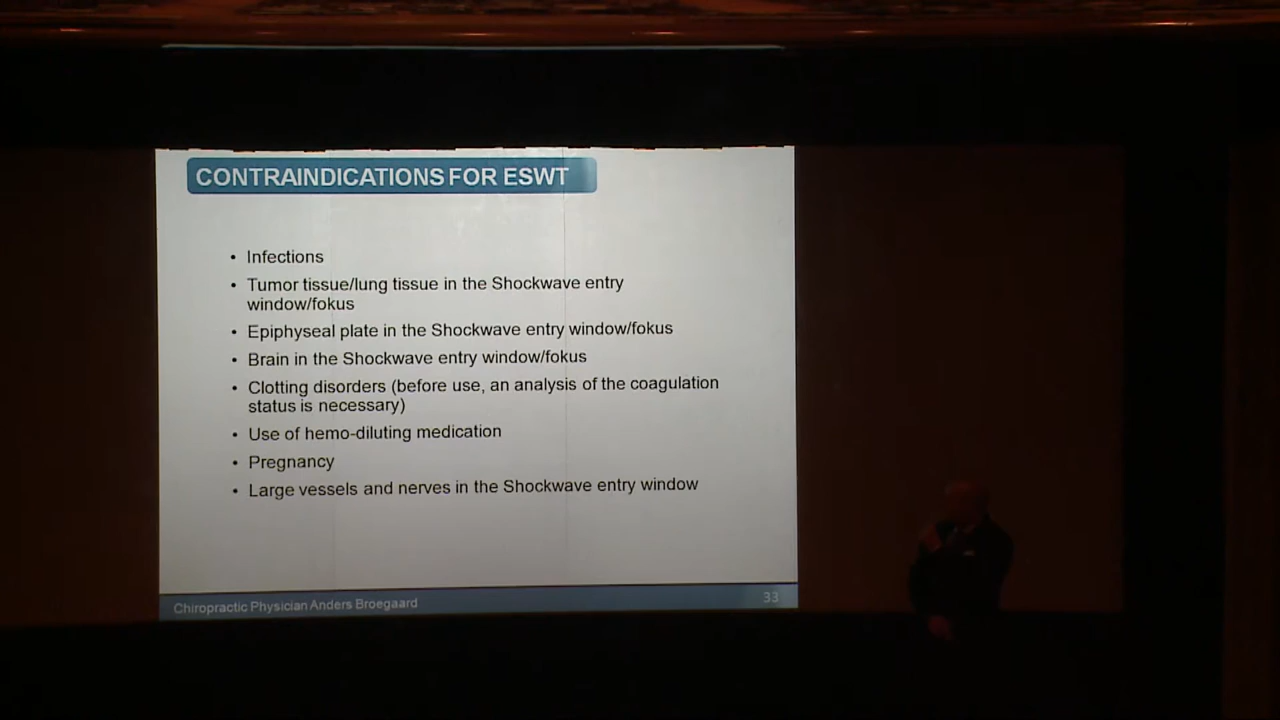 CONTRAINDICATIONS FOR ESWT
• Infections
• Tumor tissue/lung tissue in the Shockwave entry
window/fokus
• Epiphyseal plate in the Shockwave entry window/fokus
• Brain in the Shockwave entry window/fokus
• Clotting disorders (before use, an analysis of the coagulation
status is necessary)
• Use of hemo-diluting medication
• Pregnancy
• Large vessels and nerves in the Shockwave entry window
Chiropractic Physician Anders Broegaard
33